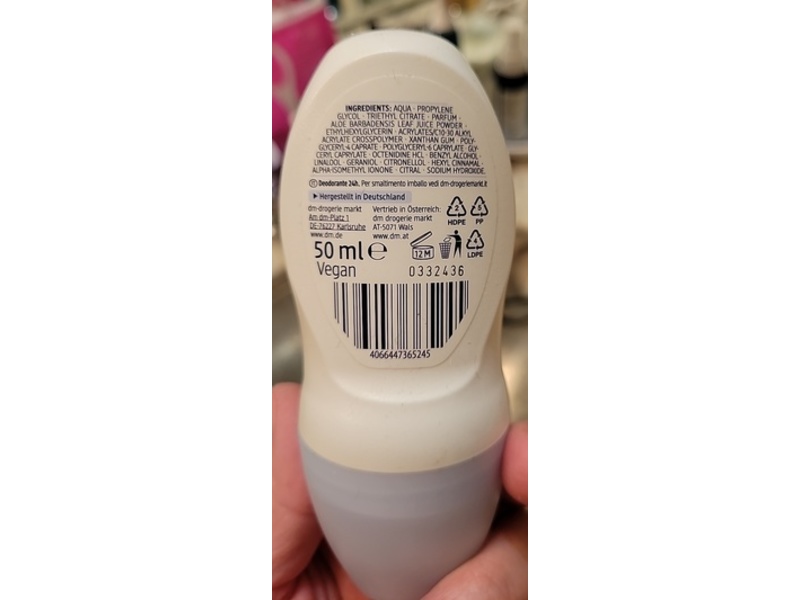 INGREDIENTS: AQUA · PROPYLENE
GLYCOL · TRIETHYL CITRATE · PARFUM ·
ALOE BARBADENSIS LEAF JUICE POWDER ·
ETHYLHEXYLGLYCERIN · ACRYLATES/C10-30 ALKYL
ACRYLATE CROSSPOLYMER · XANTHAN GUM · POLY-
GLYCERYL-4 CAPRATE · POLYGLYCERYL-6 CAPRYLATE · GLY-
CERYL CAPRYLATE · OCTENIDINE HCL · BENZYL ALCOHOL ·
LINALOOL · GERANIOL · CITRONELLOL · HEXYL CINNAMAL ·
ALPHA-ISOMETHYL IONONE · CITRAL · SODIUM HYDROXIDE.
IT Deodorante 24h. Per smaltimento imballo vedi dm-drogeriemarkt.it
Hergestellt in Deutschland
dm-drogerie markt
Am dm-Platz 1
DE-76227 Karlsruhe
www.dm.de
Vertrieb in Österreich:
dm drogerie markt
AT-5071 Wals
www.dm.at
2
HDPE
5
PP
4
LDPE
50 ml e
12 M
Vegan
0332436
4066447365245